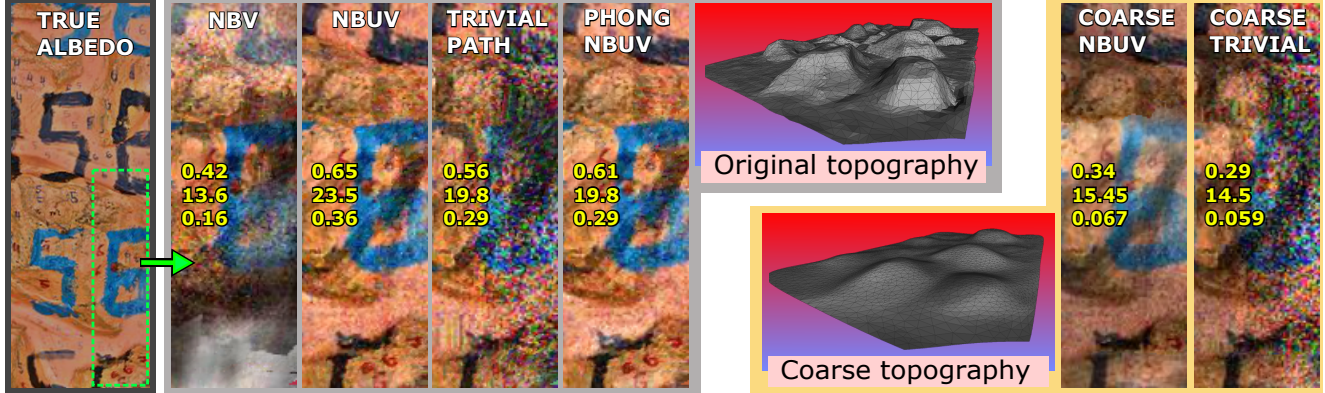 TRUE
ALBEDO
NBV
NBUV
TRIVIAL
PATH
PHONG
NBUV
COARSE
NBUV
COARSE
TRIVIAL
0.42
13.6
0.16
0.65
23.5
0.36
0.56
19.8
0.29
0.61
19.8
0.29
0.34
15.45
0.067
0.29
14.5
0.059
Original topography
Coarse topography
56